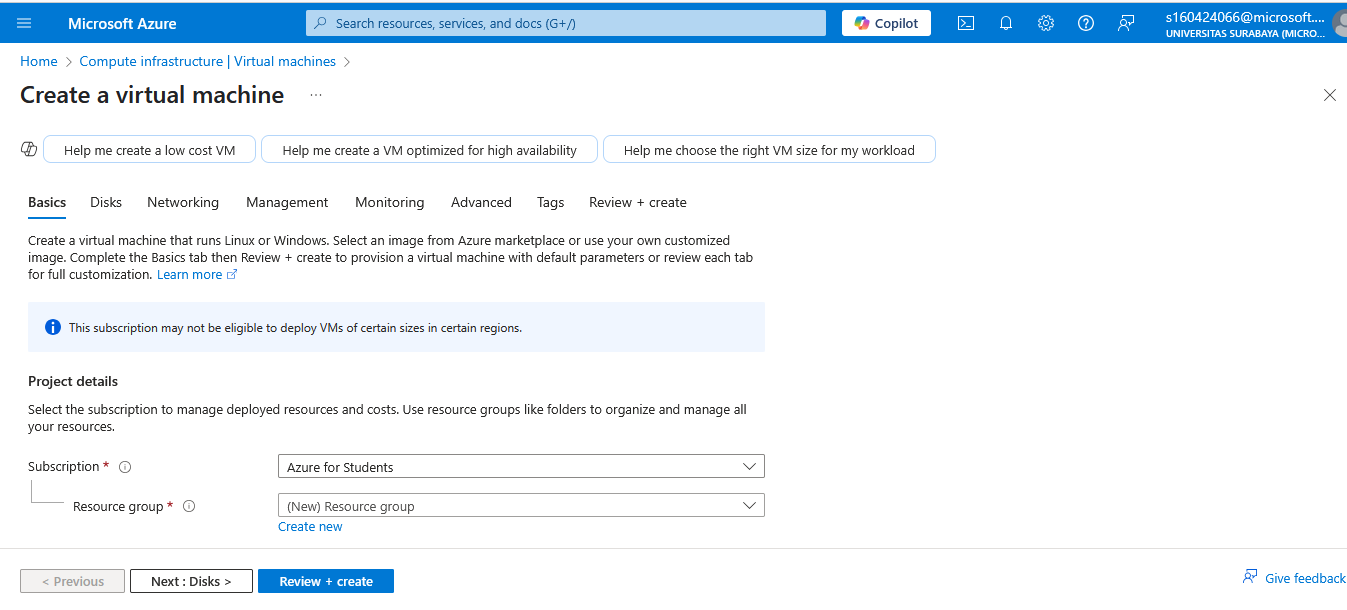 Microsoft Azure
Search resources, services, and docs (G+/)
Copilot
s160424066@microsoft....
UNIVERSITAS SURABAYA (MICRO...
Home > Compute infrastructure | Virtual machines >
Create a virtual machine ...
Help me create a low cost VM
Help me create a VM optimized for high availability
Help me choose the right VM size for my workload
Basics Disks Networking Management Monitoring Advanced Tags Review + create
Create a virtual machine that runs Linux or Windows. Select an image from Azure marketplace or use your own customized
image. Complete the Basics tab then Review + create to provision a virtual machine with default parameters or review each tab
for full customization. Learn more
This subscription may not be eligible to deploy VMs of certain sizes in certain regions.
Project details
Select the subscription to manage deployed resources and costs. Use resource groups like folders to organize and manage all
your resources.
Subscription *
Azure for Students
Resource group *
(New) Resource group
Create new
< Previous
Next : Disks >
Review + create
Give feedback